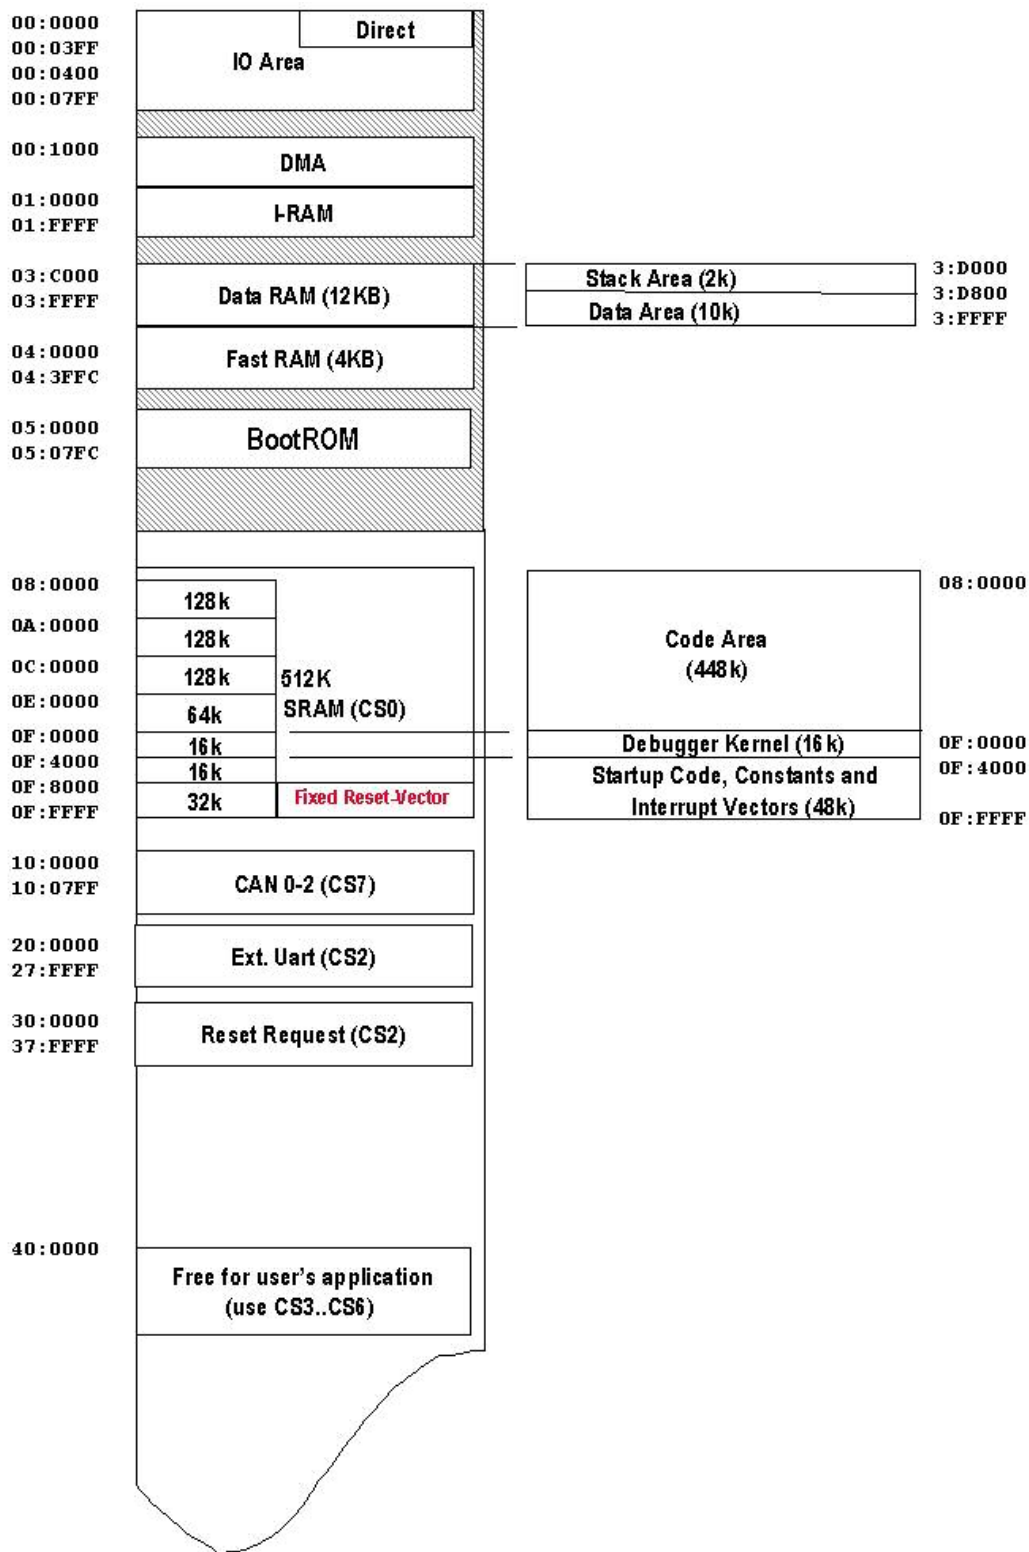 00:0000
Direct
00:03FF
IO Area
00:0400
00:07FF
00:1000
DMA
01:0000
I-RAM
01:FFFF
03:C000
Data RAM (12KB)
03:FFFF
Stack Area (2k)
3:D000
3:D800
Data Area (10k)
3:FFFF
04:0000
Fast RAM (4KB)
04:3FFC
05:0000
BootROM
05:07FC
08:0000
128k
0A:0000
128k
0C:0000
128k
512K
0E:0000
SRAM (CS0)
64k
0F:0000
16k
0F:4000
16k
0F:8000
32k
Fixed Reset-Vector
0F:FFFF
08:0000
Code Area
(448k)
Debugger Kernel (16k)
0F:0000
0F:4000
Startup Code, Constants and
Interrupt Vectors (48k)
0F:FFFF
10:0000
CAN 0-2 (CS7)
10:07FF
20:0000
Ext. Uart (CS2)
27:FFFF
30:0000
Reset Request (CS2)
37:FFFF
40:0000
Free for user's application
(use CS3..CS6)